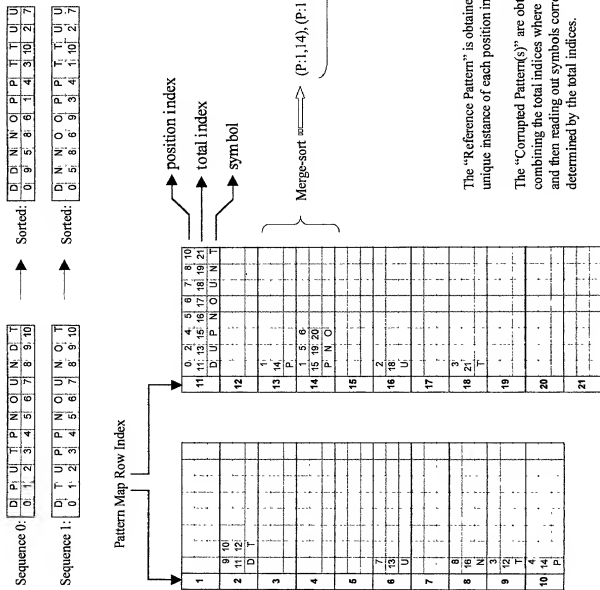 D P U T P N O U N D T
Sequence 0: 0 1 2 3 4 5 6 7 8 9 10
D D N N O P P T T U U
Sorted: 0 9 5 8 6 1 4 3 10 2 7
D T U P P N O U N O T
Sequence 1: 0 1 2 3 4 5 6 7 8 9 10
D N N O O P P T T U U
Sorted: 0 5 8 6 9 3 4 1 10 2 7
Pattern Map Row Index
1
9 10
2 11 12
D T
3
4
5
7
6 13
U
7
8
8 16
N
3
9 12
T
4
10 14
P
0 2 4 5 6 7 8 10
11 11 13 15 16 17 18 19 21
D U P N O U N T
12
1
13 14
P
1 5 6
14 15 19 20
P N O
15
2
16 18
U
17
3
18 21
T
19
20
21
position index
total index
symbol
Merge-sort
(P:1,14), (P:1
The “Reference Pattern” is obtaine
unique instance of each position in
The “Corrupted Pattern(s)” are obt
combining the total indices where
and then reading out symbols corre
determined by the total indices.